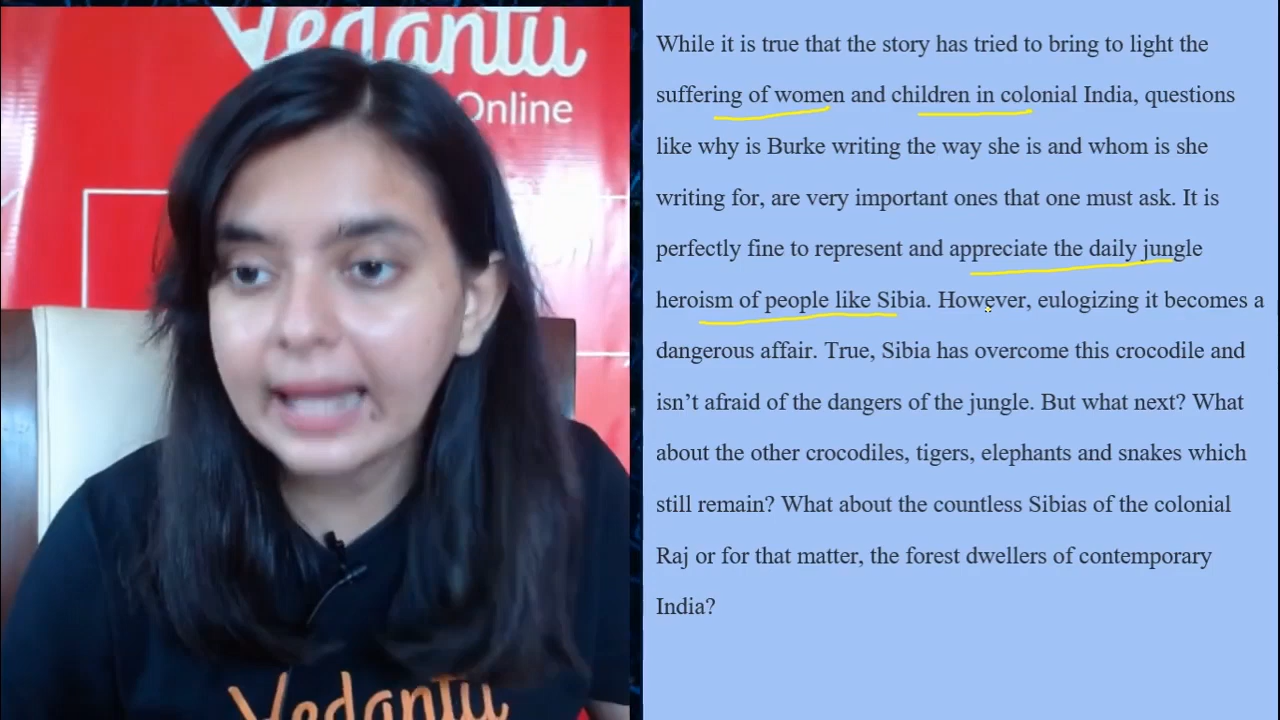 Vedantu
Online
While it is true that the story has tried to bring to light the
suffering of women and children in colonial India, questions
like why is Burke writing the way she is and whom is she
writing for, are very important ones that one must ask. It is
perfectly fine to represent and appreciate the daily jungle
heroism of people like Sibia. However, eulogizing it becomes a
dangerous affair. True, Sibia has overcome this crocodile and
isn’t afraid of the dangers of the jungle. But what next? What
about the other crocodiles, tigers, elephants and snakes which
still remain? What about the countless Sibias of the colonial
Raj or for that matter, the forest dwellers of contemporary
India?
Vedantu